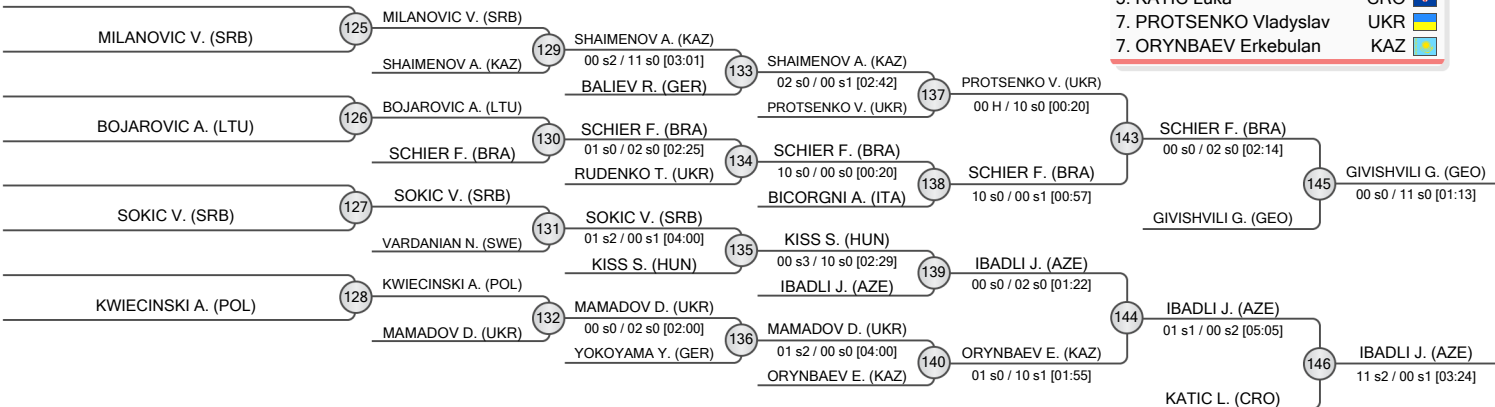 5. KATIC Luka CRO
7. PROTSENKO Vladyslav UKR
7. ORYNBAEV Erkebulan KAZ
MILANOVIC V. (SRB)
125
MILANOVIC V. (SRB)
SHAIMENOV A. (KAZ)
129
SHAIMENOV A. (KAZ)
00 s2 / 11 s0 [03:01]
BALIEV R. (GER)
133
SHAIMENOV A. (KAZ)
02 s0 / 00 s1 [02:42]
PROTSENKO V. (UKR)
137
PROTSENKO V. (UKR)
00 H / 10 s0 [00:20]
BOJAROVIC A. (LTU)
126
BOJAROVIC A. (LTU)
SCHIER F. (BRA)
130
SCHIER F. (BRA)
01 s0 / 02 s0 [02:25]
RUDENKO T. (UKR)
134
SCHIER F. (BRA)
10 s0 / 00 s0 [00:20]
BICORGNI A. (ITA)
138
SCHIER F. (BRA)
10 s0 / 00 s1 [00:57]
143
SCHIER F. (BRA)
00 s0 / 02 s0 [02:14]
GIVISHVILI G. (GEO)
145
GIVISHVILI G. (GEO)
00 s0 / 11 s0 [01:13]
SOKIC V. (SRB)
127
SOKIC V. (SRB)
VARDANIAN N. (SWE)
131
SOKIC V. (SRB)
01 s2 / 00 s1 [04:00]
KISS S. (HUN)
135
KISS S. (HUN)
00 s3 / 10 s0 [02:29]
IBADLI J. (AZE)
139
IBADLI J. (AZE)
00 s0 / 02 s0 [01:22]
KWIECINSKI A. (POL)
128
KWIECINSKI A. (POL)
MAMADOV D. (UKR)
132
MAMADOV D. (UKR)
00 s0 / 02 s0 [02:00]
YOKOYAMA Y. (GER)
136
MAMADOV D. (UKR)
01 s2 / 00 s0 [04:00]
ORYNBAEV E. (KAZ)
140
ORYNBAEV E. (KAZ)
01 s0 / 10 s1 [01:55]
144
IBADLI J. (AZE)
01 s1 / 00 s2 [05:05]
KATIC L. (CRO)
146
IBADLI J. (AZE)
11 s2 / 00 s1 [03:24]